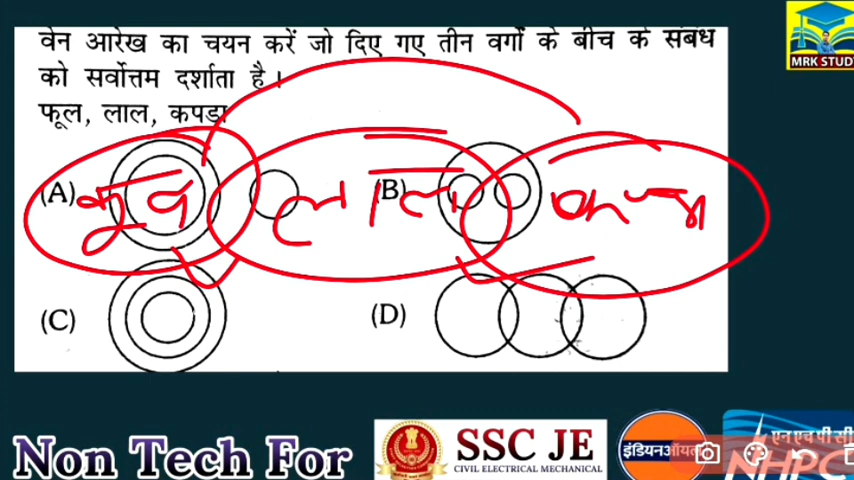 वेन आरेख का चयन करें जो दिए गए तीन वर्गों के बीच के संबंध
को सर्वोत्तम दर्शाता है।
फूल, लाल, कपड़ा
MRK STUD
(A)
(B)
(C)
(D)
Non Tech For
SSC JE
CIVIL ELECTRICAL MECHANICAL
इंडियनऑयल
एन एच पी सी
NHPC